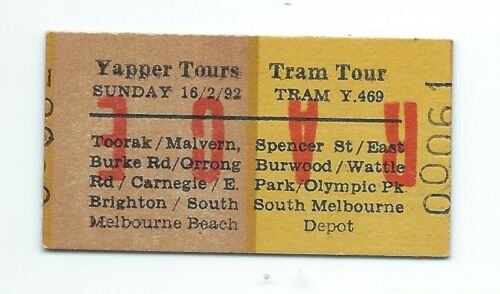 Yapper Tours
SUNDAY 16/2/92
Toorak/Malvern,
Burke Rd/Orrong
Rd/Carnegie/E.
Brighton/South
Melbourne Beach
Tram Tour
TRAM Y.469
Spencer St/East
Burwood/Wattle
Park/Olympic Pk
South Melbourne
Depot
00061